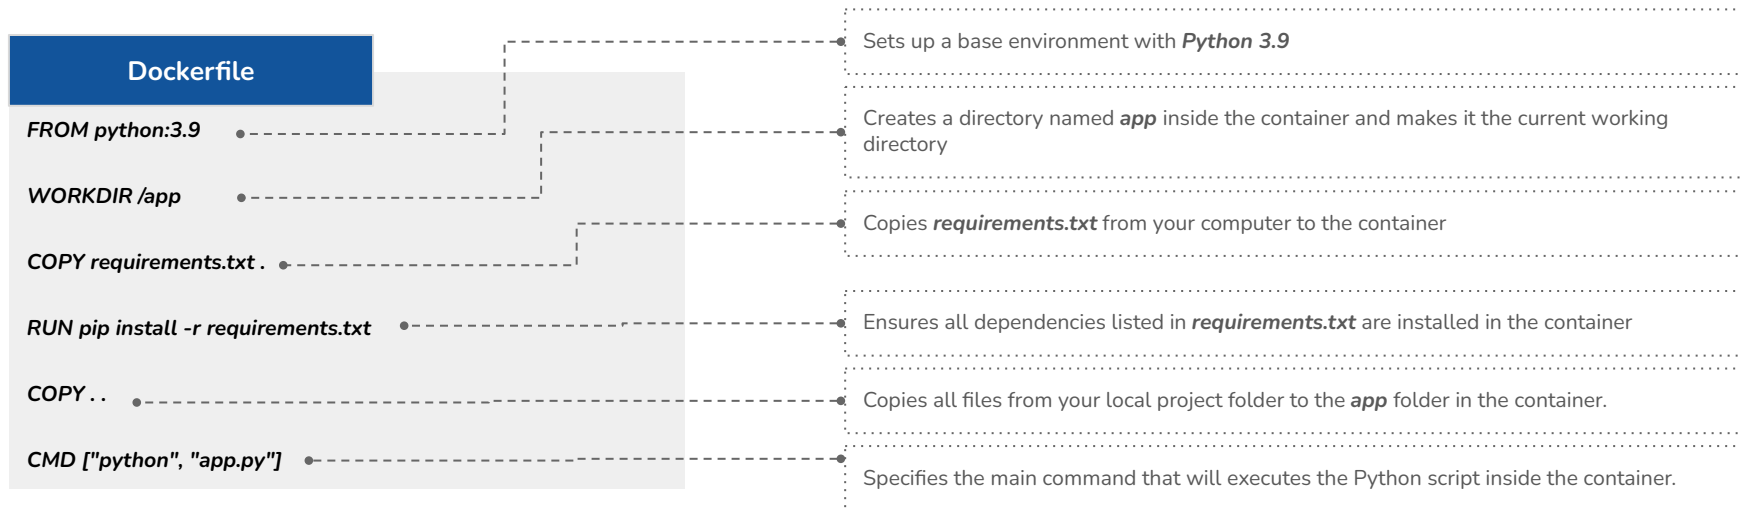 Dockerfile
FROM python:3.9
WORKDIR /app
COPY requirements.txt .
RUN pip install -r requirements.txt
COPY . .
CMD ["python", "app.py"]
Sets up a base environment with Python 3.9
Creates a directory named app inside the container and makes it the current working
directory
Copies requirements.txt from your computer to the container
Ensures all dependencies listed in requirements.txt are installed in the container
Copies all files from your local project folder to the app folder in the container.
Specifies the main command that will executes the Python script inside the container.